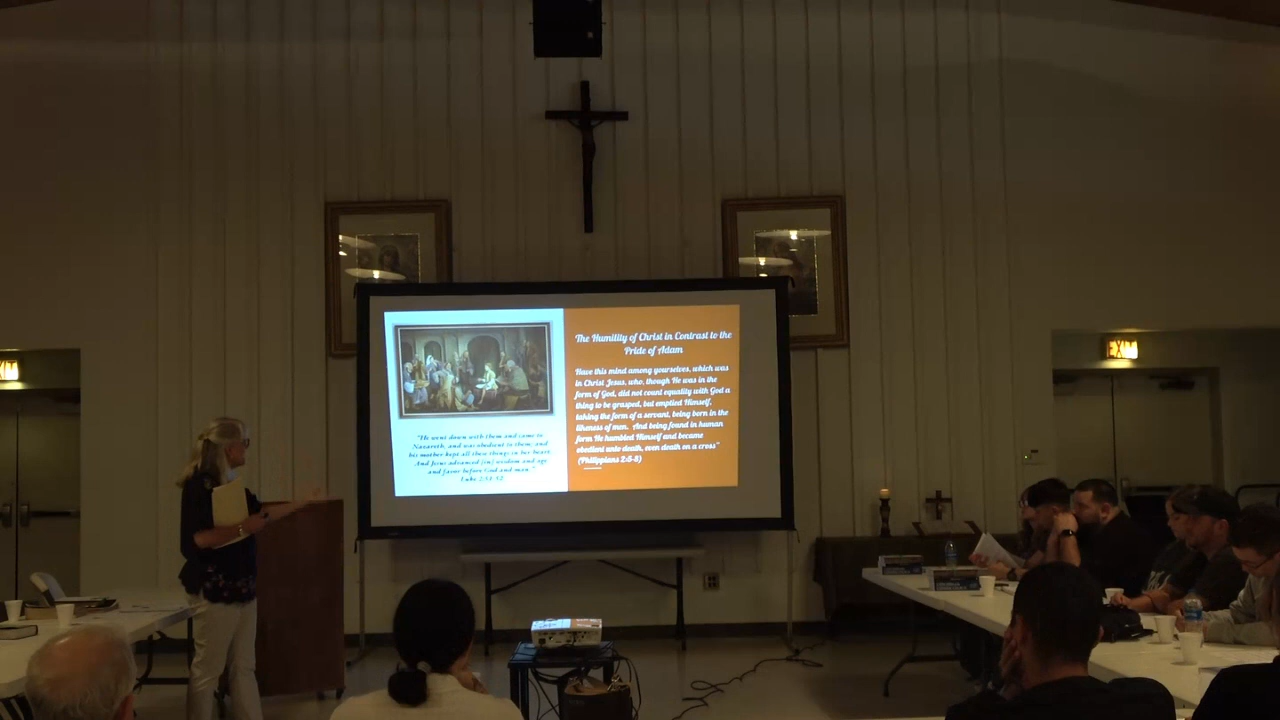 The Humility of Christ in Contrast to the
Pride of Adam
Have this mind among yourselves, which was
in Christ Jesus, who, though He was in the
form of God, did not count equality with God a
thing to be grasped, but emptied Himself,
taking the form of a servant, being born in the
likeness of men. And being found in human
form He humbled Himself and became
obedient unto death, even death on a cross"
(Philippians 2:5-8)
"He went down with them and came to
Nazareth, and was obedient to them; and
his mother kept all these things in her heart.
And Jesus advanced [in] wisdom and age
and favor before God and man."
Luke 2:51-52
EXIT